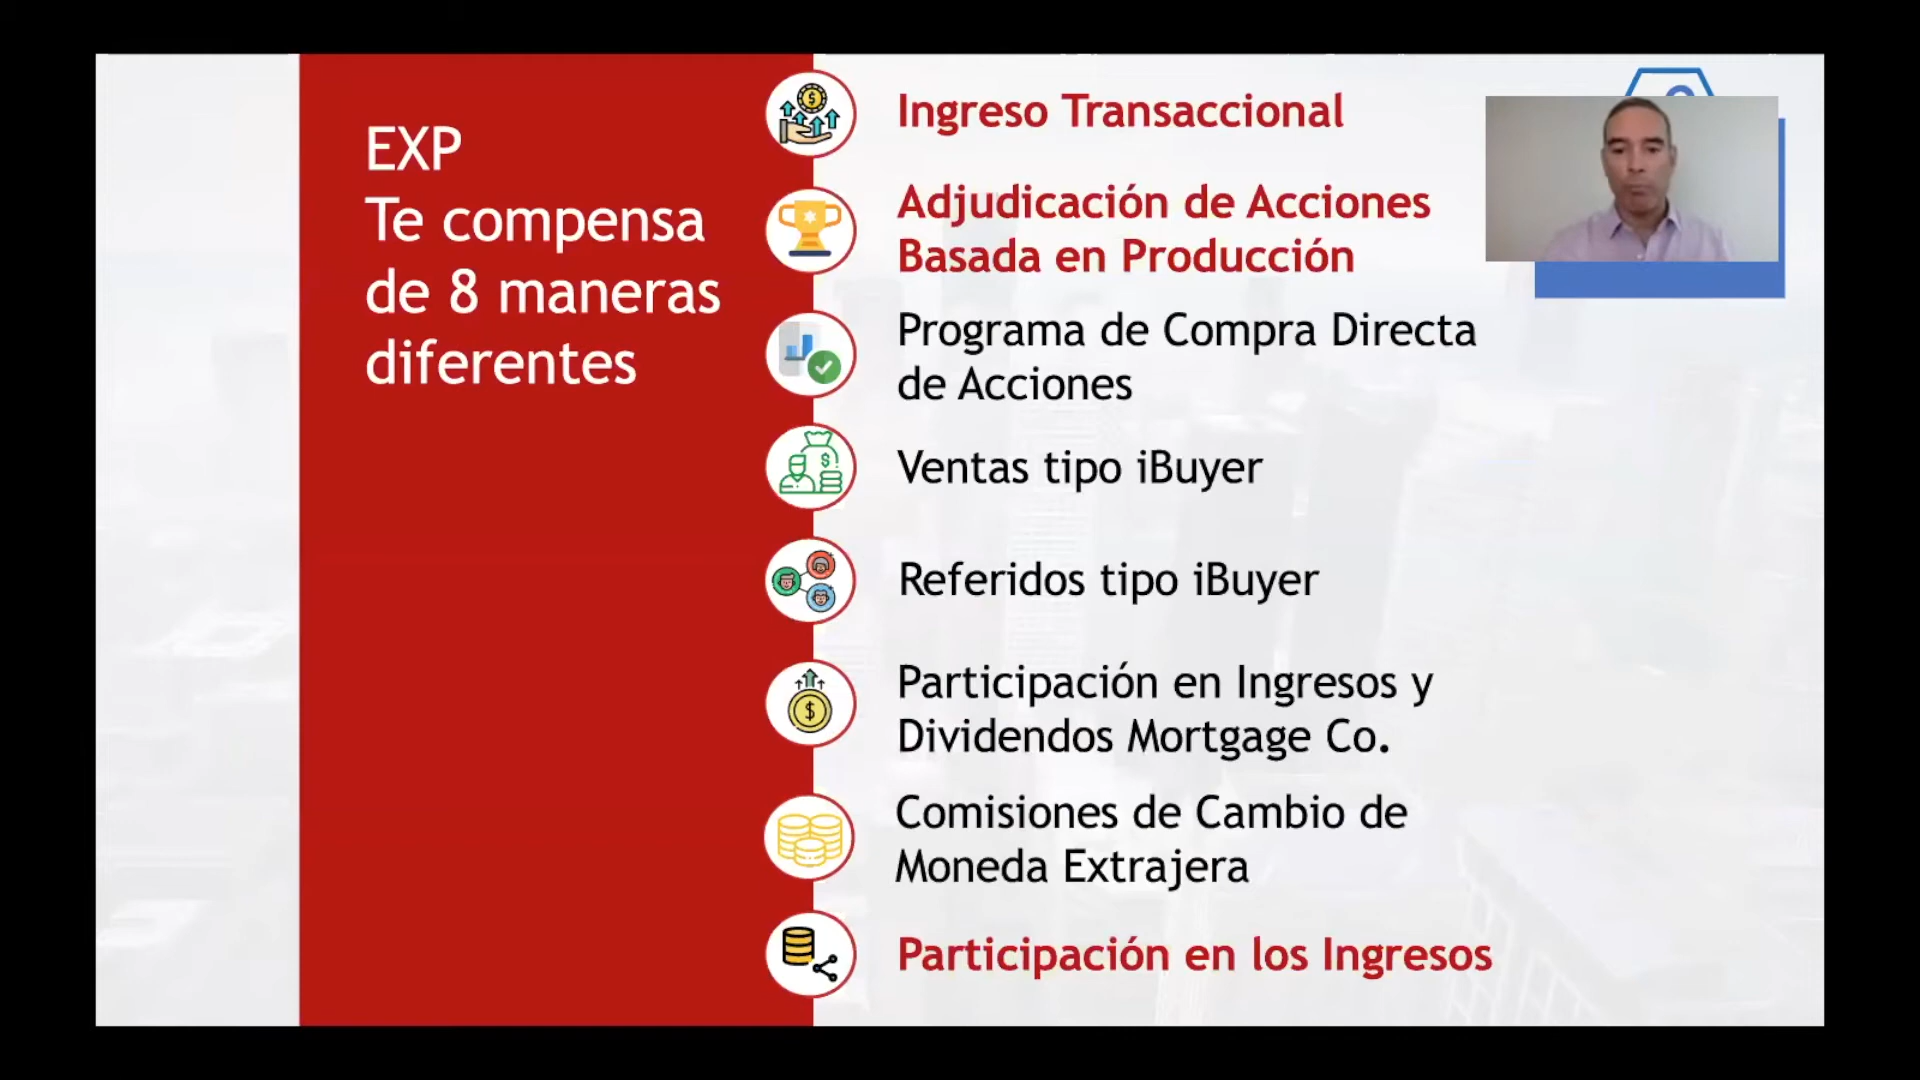 EXP
Te compensa
de 8 maneras
diferentes
Ingreso Transaccional
Adjudicación de Acciones
Basada en Producción
Programa de Compra Directa
de Acciones
Ventas tipo iBuyer
Referidos tipo iBuyer
Participación en Ingresos y
Dividendos Mortgage Co.
Comisiones de Cambio de
Moneda Extrajera
Participación en los Ingresos